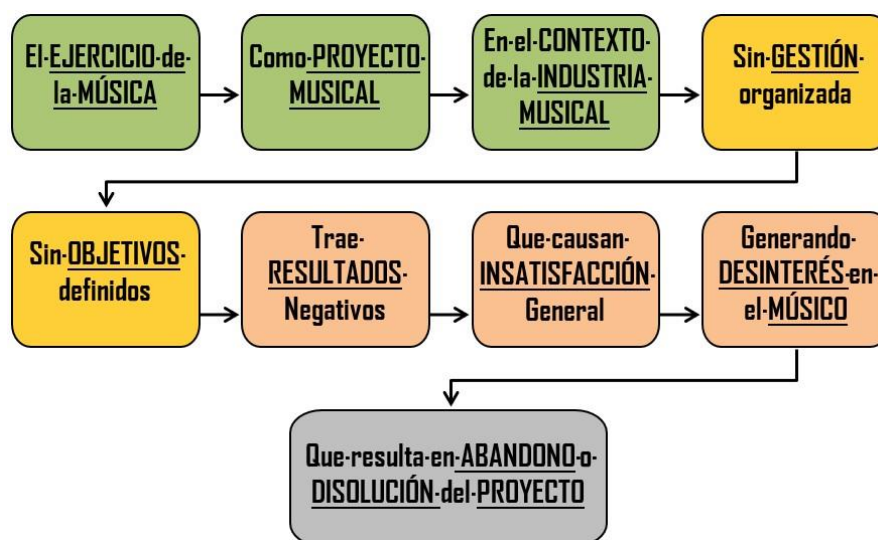 El·EJERCICIO·de·
la·MÚSICA
Como·PROYECTO·
MUSICAL
En·el·CONTEXTO·
de·la·INDUSTRIA·
MUSICAL
Sin·GESTIÓN·
organizada
Sin·OBJETIVOS·
definidos
Trae·
RESULTADOS·
Negativos
Que·causan·
INSATISFACCIÓN·
General
Generando·
DESINTERÉS·en·
el·MÚSICO
Que·resulta·en·ABANDONO·o·
DISOLUCIÓN·del·PROYECTO